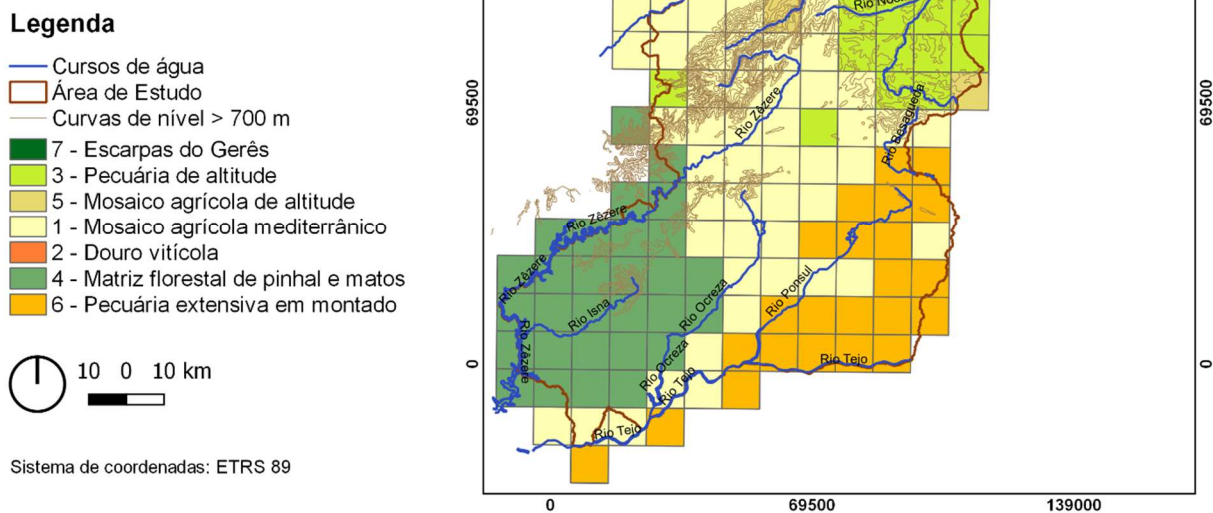 Legenda
Cursos de água
Área de Estudo
Curvas de nível > 700 m
7 - Escarpas do Gerês
3 - Pecuária de altitude
5 - Mosaico agrícola de altitude
1 - Mosaico agrícola mediterrânico
2 - Douro vitícola
4 - Matriz florestal de pinhal e matos
6 - Pecuária extensiva em montado
10 0 10 km
Sistema de coordenadas: ETRS 89
69500
0
69500
0
0
69500
139000
Rio
Rio Zêzere
Rio Besagueda
Rio Zêzere
Rio Zêzere
Rio Isna
Rio Ocreza
Rio Ponsul
Rio Zêzere
Rio Ocreza
Rio Tejo
Rio Tejo
Rio Tejo